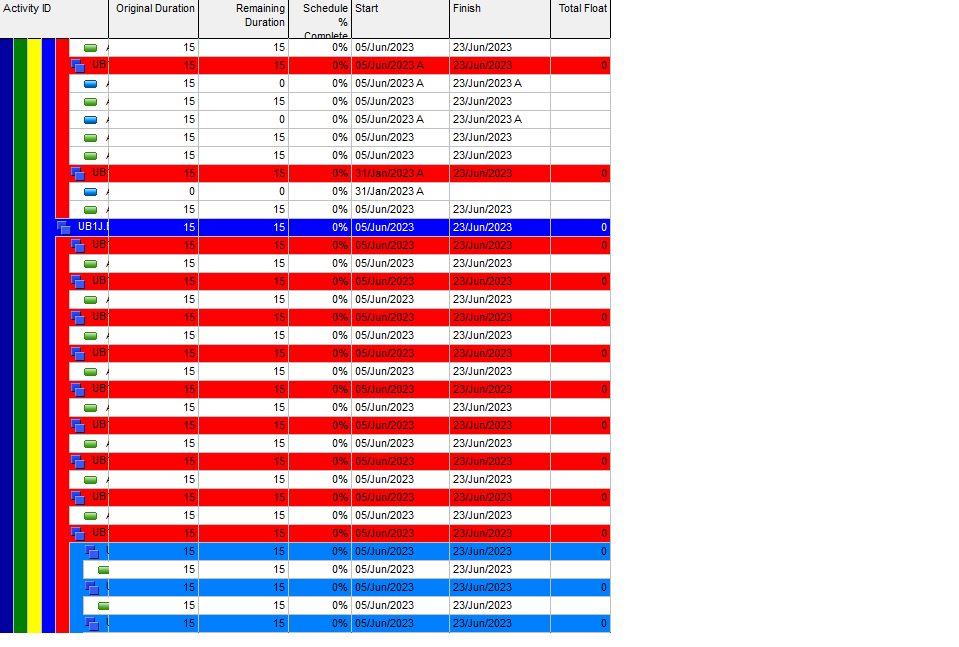 Activity ID Original Duration Remaining Duration Schedule % Complete Start Finish Total Float
15 15 0% 05/Jun/2023 23/Jun/2023
UB1 15 15 0% 05/Jun/2023 A 23/Jun/2023 0
15 0 0% 05/Jun/2023 A 23/Jun/2023 A
15 15 0% 05/Jun/2023 23/Jun/2023
15 0 0% 05/Jun/2023 A 23/Jun/2023 A
15 15 0% 05/Jun/2023 23/Jun/2023
15 15 0% 05/Jun/2023 23/Jun/2023
UB1 15 15 0% 31/Jan/2023 A 23/Jun/2023 0
0 0 0% 31/Jan/2023 A
15 15 0% 05/Jun/2023 23/Jun/2023
UB1J.E 15 15 0% 05/Jun/2023 23/Jun/2023 0
UB1 15 15 0% 05/Jun/2023 23/Jun/2023 0
15 15 0% 05/Jun/2023 23/Jun/2023
UB1 15 15 0% 05/Jun/2023 23/Jun/2023 0
15 15 0% 05/Jun/2023 23/Jun/2023
UB1 15 15 0% 05/Jun/2023 23/Jun/2023 0
15 15 0% 05/Jun/2023 23/Jun/2023
UB1 15 15 0% 05/Jun/2023 23/Jun/2023 0
15 15 0% 05/Jun/2023 23/Jun/2023
UB1 15 15 0% 05/Jun/2023 23/Jun/2023 0
15 15 0% 05/Jun/2023 23/Jun/2023
UB1 15 15 0% 05/Jun/2023 23/Jun/2023 0
15 15 0% 05/Jun/2023 23/Jun/2023
UB1 15 15 0% 05/Jun/2023 23/Jun/2023 0
15 15 0% 05/Jun/2023 23/Jun/2023
UB1 15 15 0% 05/Jun/2023 23/Jun/2023 0
15 15 0% 05/Jun/2023 23/Jun/2023
UB1 15 15 0% 05/Jun/2023 23/Jun/2023 0
15 15 0% 05/Jun/2023 23/Jun/2023 0
15 15 0% 05/Jun/2023 23/Jun/2023
15 15 0% 05/Jun/2023 23/Jun/2023 0
15 15 0% 05/Jun/2023 23/Jun/2023
15 15 0% 05/Jun/2023 23/Jun/2023 0